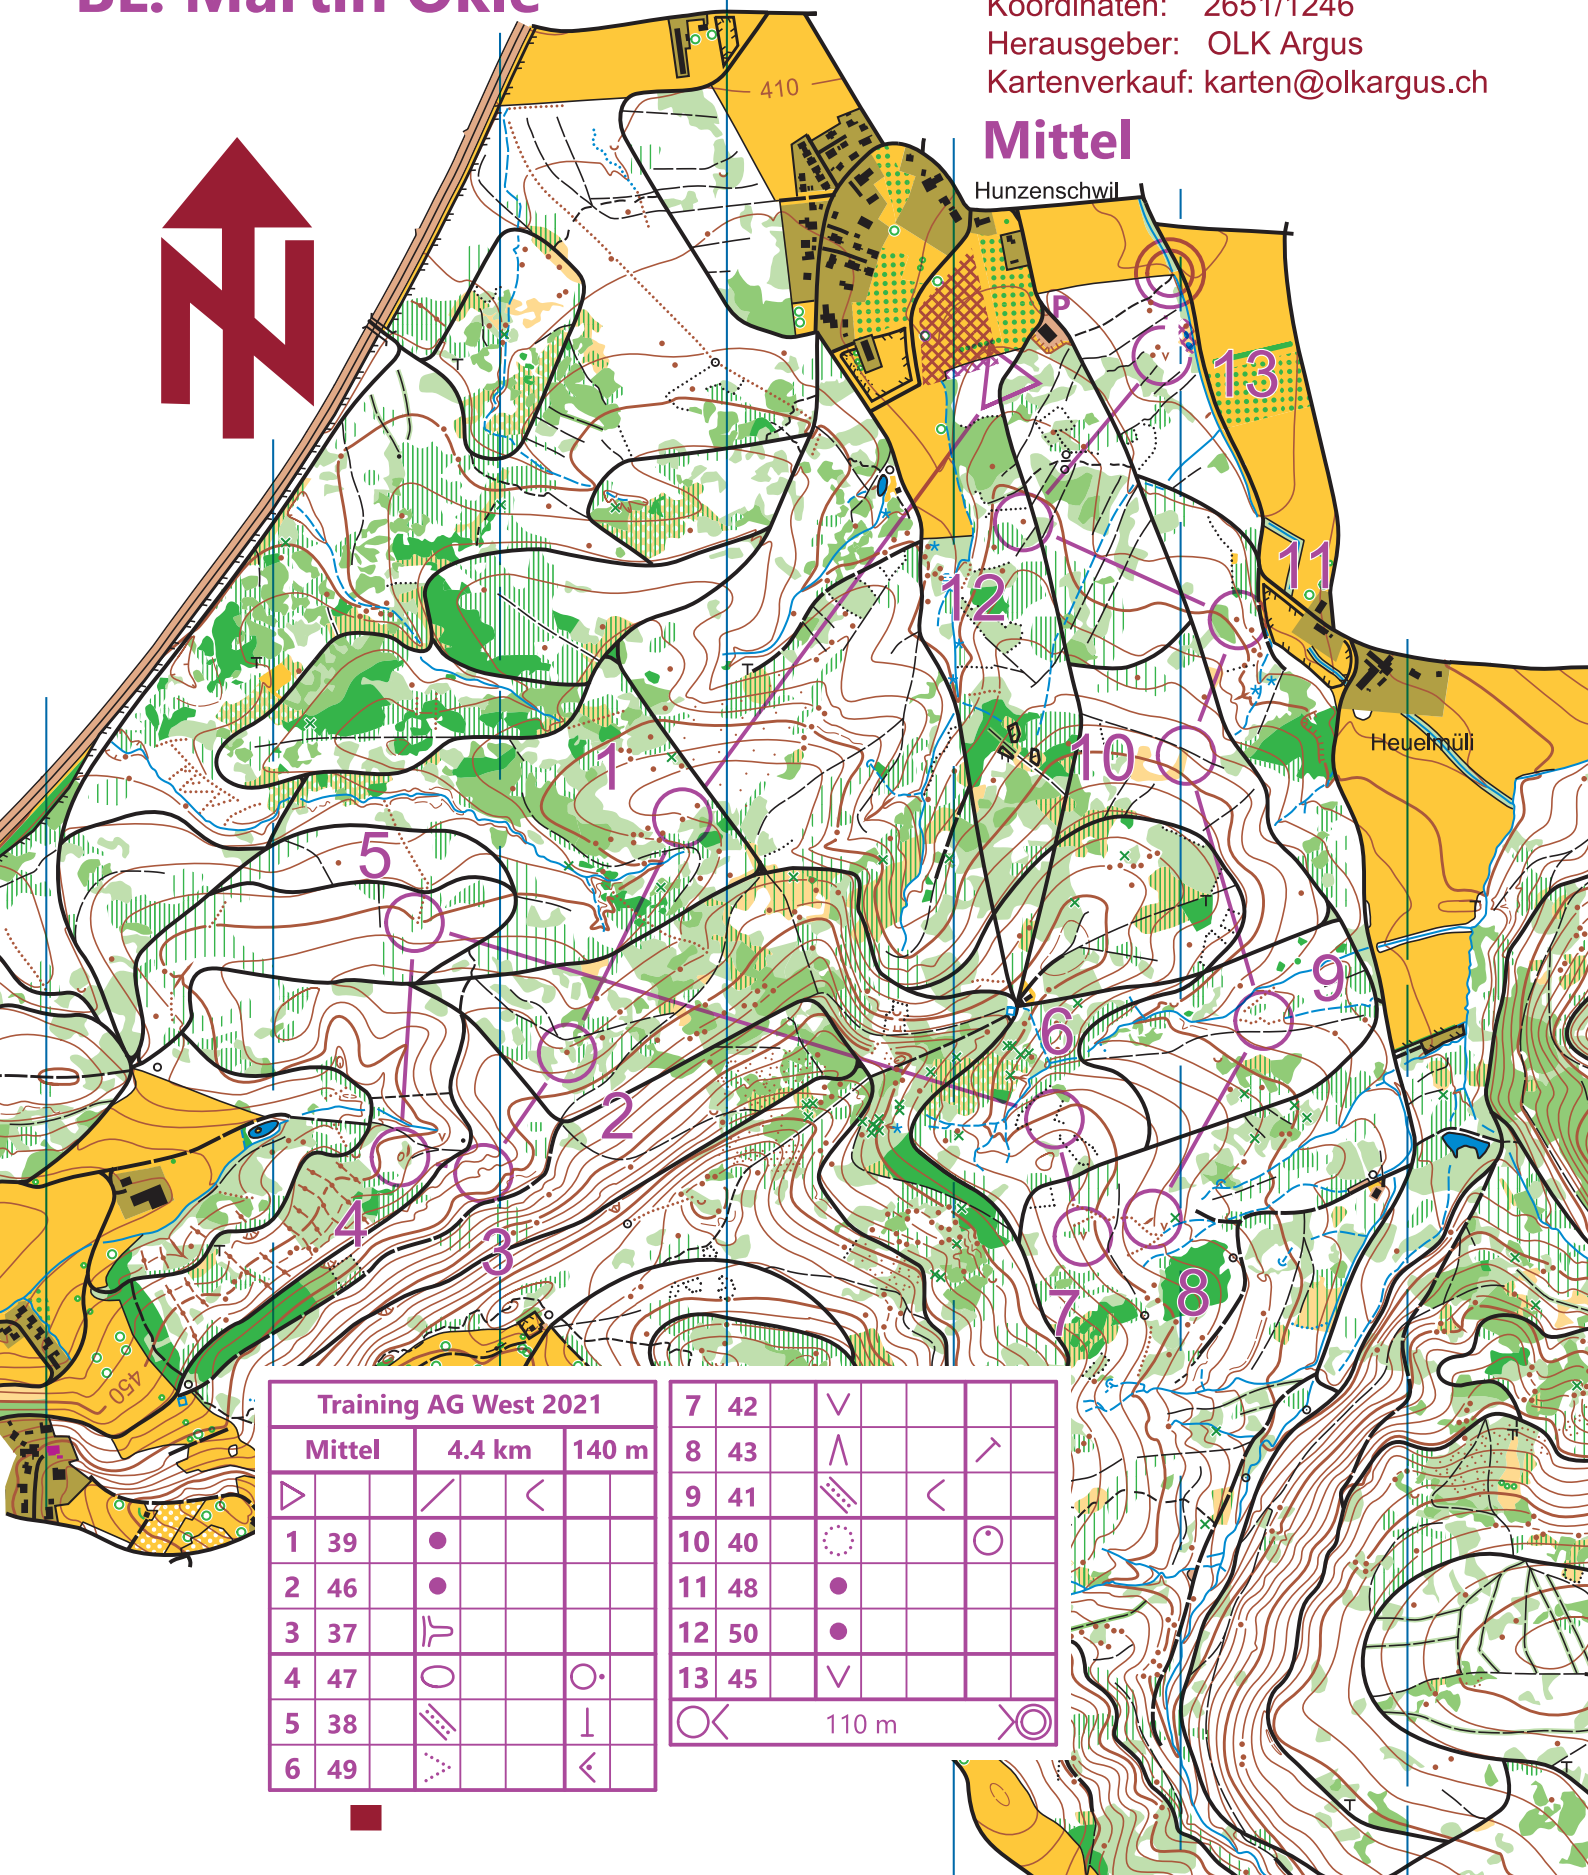 BL: Martin Okle
Koordinaten: 2651/1246
Herausgeber: OLK Argus
Kartenverkauf: karten@olkargus.ch
Mittel
Hunzenschwil
410
P
13
11
12
Heuelmüli
10
1
5
9
6
2
4
3
8
7
450
Training AG West 2021
Mittel 4.4 km 140 m
1 39
2 46
3 37
4 47
5 38
6 49
7 42
8 43
9 41
10 40
11 48
12 50
13 45
110 m